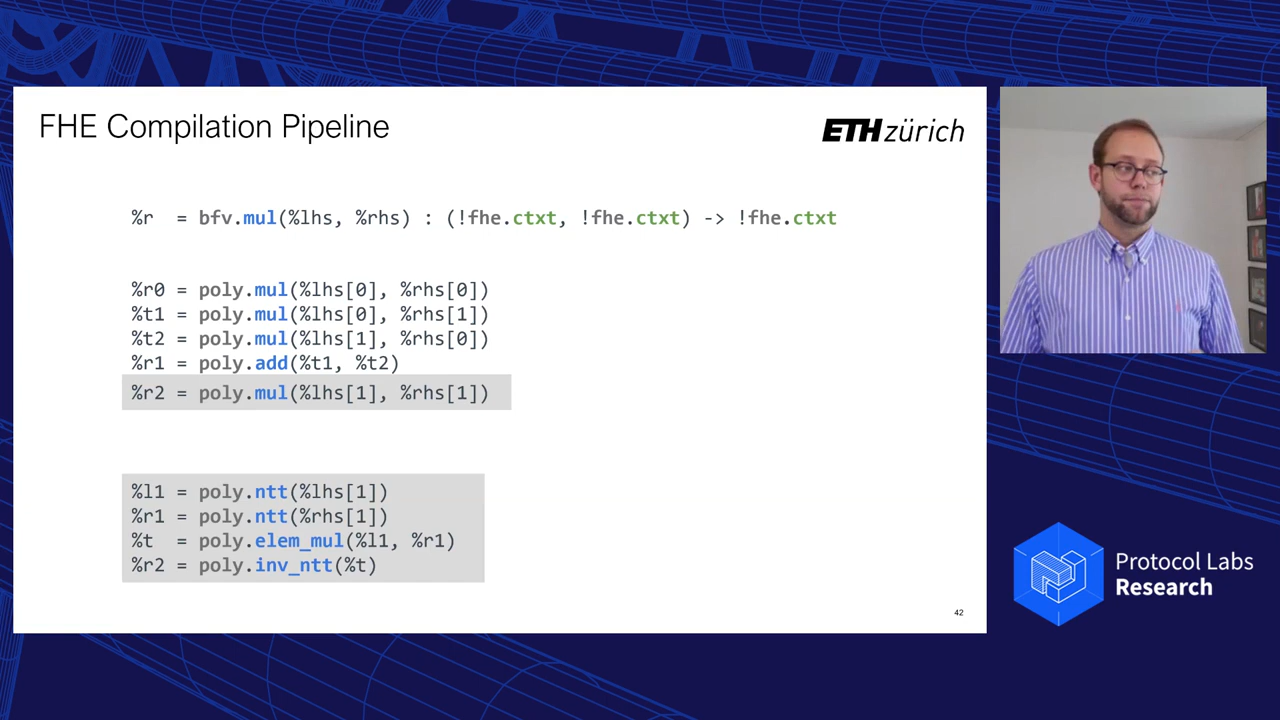 FHE Compilation Pipeline
ETH zürich
%r = bfv.mul(%lhs, %rhs) : (!fhe.ctxt, !fhe.ctxt) -> !fhe.ctxt
%r0 = poly.mul(%lhs[0], %rhs[0])
%t1 = poly.mul(%lhs[0], %rhs[1])
%t2 = poly.mul(%lhs[1], %rhs[0])
%r1 = poly.add(%t1, %t2)
%r2 = poly.mul(%lhs[1], %rhs[1])
%l1 = poly.ntt(%lhs[1])
%r1 = poly.ntt(%rhs[1])
%t = poly.elem_mul(%l1, %r1)
%r2 = poly.inv_ntt(%t)
42
Protocol Labs
Research